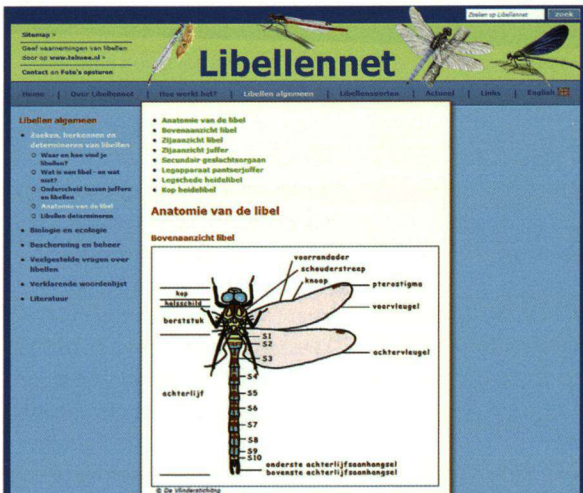 Zoeken op Libellennet
zoek
Sitemap »
Geef waarnemingen van libellen
door op www.telmee.nl »
Contact en Foto's opsturen
Libellennet
Home | Over Libellennet | Hoe werkt het? | Libellen algemeen | Libellensoorten | Actueel | Links | English
Libellen algemeen
Zoeken, herkennen en
determineren van libellen
Waar en hoe vind je
libellen?
Wat is een libel - en wat
niet?
Onderscheid tussen juffers
en libellen
Anatomie van de libel
Libellen determineren
Biologie en ecologie
Bescherming en beheer
Veelgestelde vragen over
libellen
Verklarende woordenlijst
Literatuur
Anatomie van de libel
Bovenaanzicht libel
Zijaanzicht libel
Zijaanzicht juffer
Secundair geslachtsorgaan
Legapparaat pantserjuffer
Legschede heidelibel
Kop heidelibel
Anatomie van de libel
Bovenaanzicht libel
voorrandader
schouderstreep
knoop
pterostigma
kop
halsschild
voorvleugel
borststuk
S1
S2
achtervleugel
S3
S4
achterlijf
S5
S6
S7
S8
S9
S10
onderste achterlijfsaanhangsel
bovenste achterlijfsaanhangsel
© De Vlinderstichting